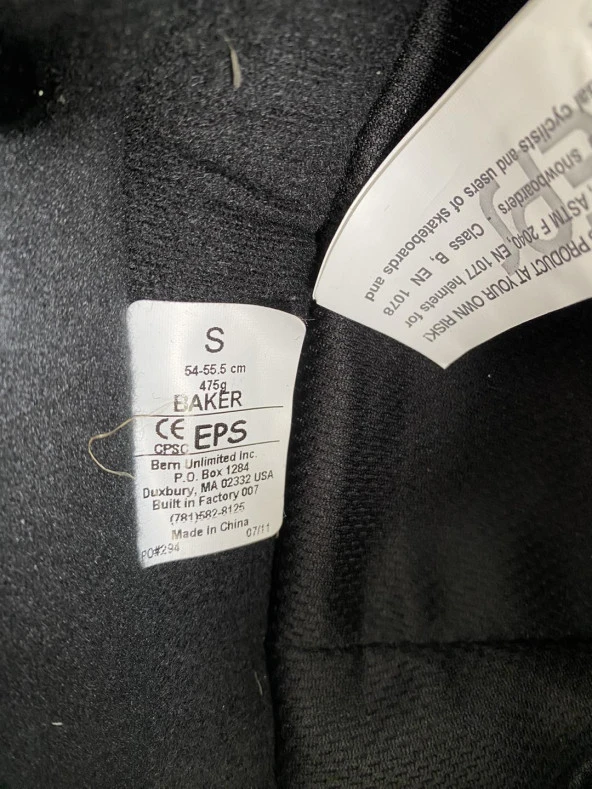 S
54-55.5 cm
475g
BAKER
CE EPS
CPSC
Bern Unlimited Inc.
P.O. Box 1284
Duxbury, MA 02332 USA
Built in Factory 007
(781)582-8125
Made in China
07/11
PO#294
PRODUCT AT YOUR OWN RISK!
ASTM F 2040, EN 1077 helmets for
snowboarders Class B, EN 1078
cyclists and users of skateboards and